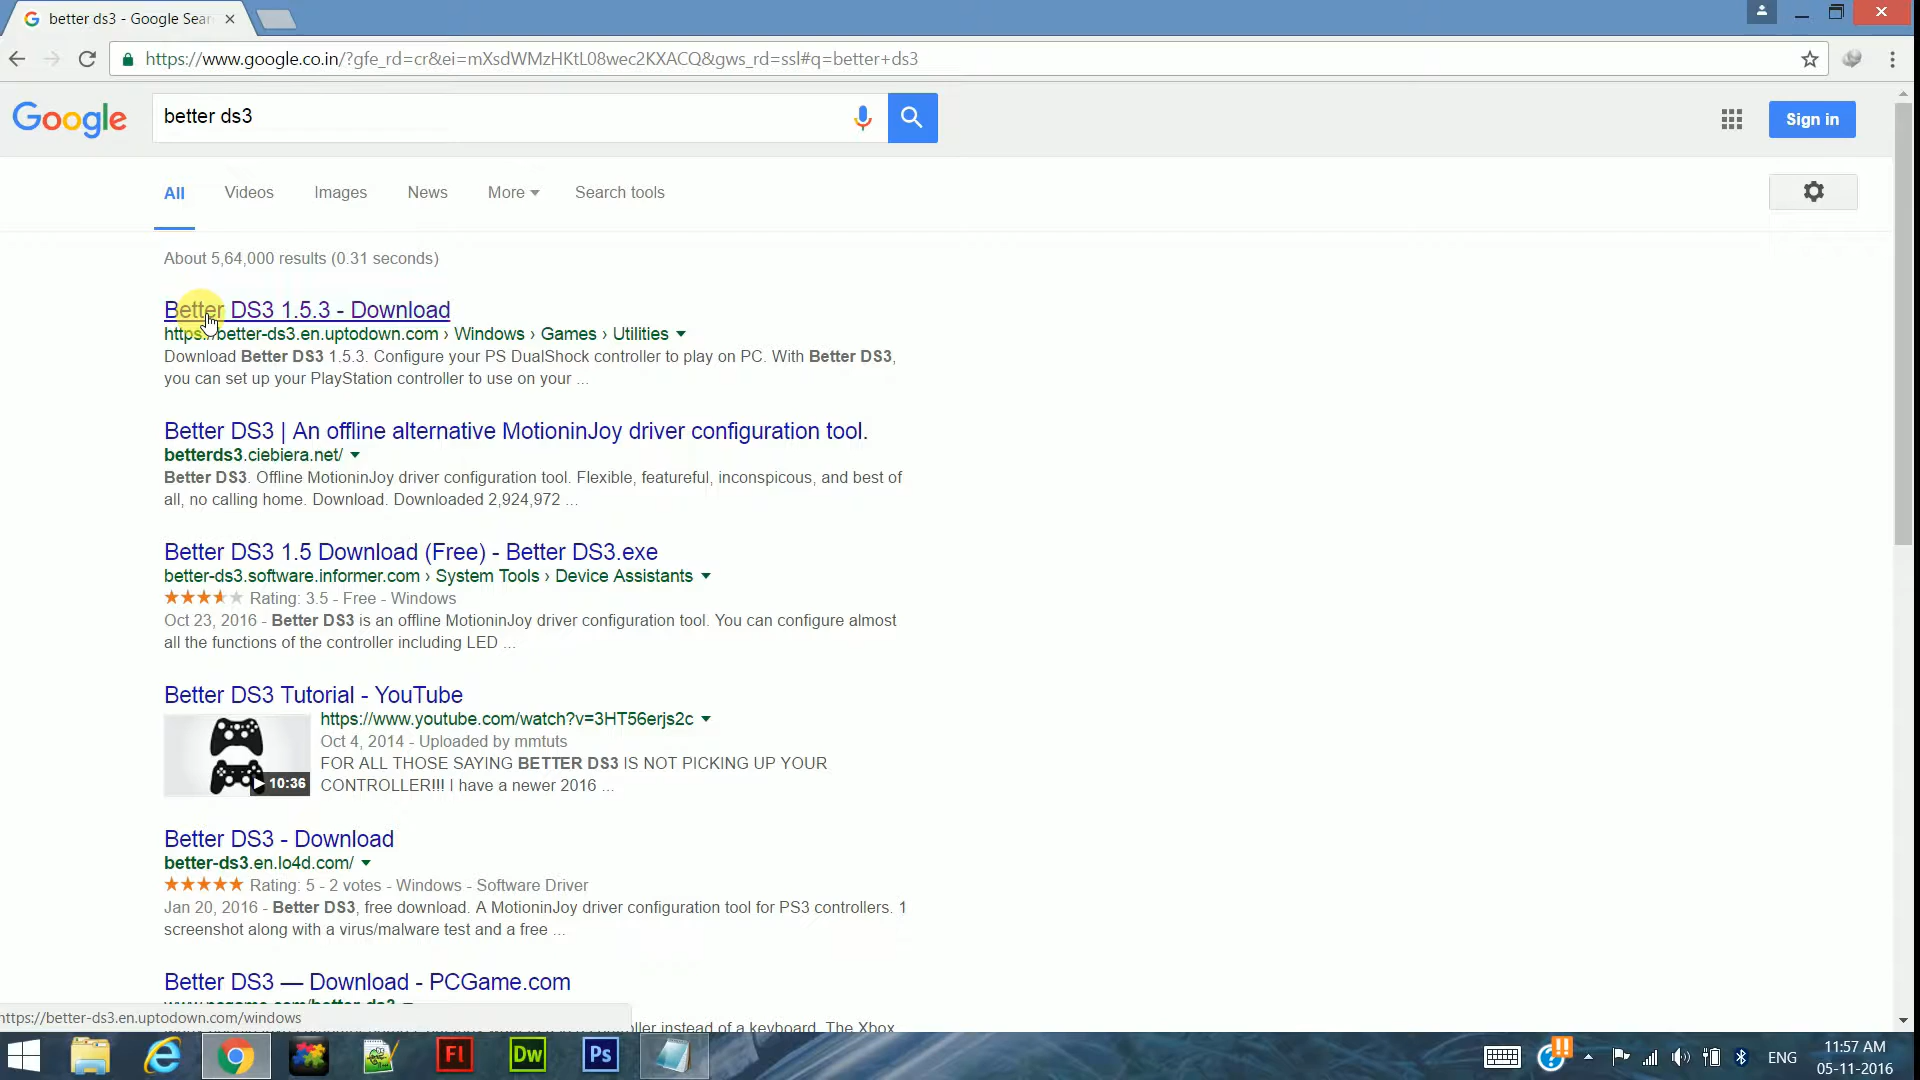 better ds3 - Google Sear
https://www.google.co.in/?gfe_rd=cr&ei=mXsdWMzHKtL08wec2KXACQ&gws_rd=ssl#q=better+ds3
Google
better ds3
Sign in
All
Videos
Images
News
More
Search tools
About 5,64,000 results (0.31 seconds)
Better DS3 1.5.3 - Download
https://better-ds3.en.uptodown.com › Windows › Games › Utilities
Download Better DS3 1.5.3. Configure your PS DualShock controller to play on PC. With Better DS3,
you can set up your PlayStation controller to use on your ...
Better DS3 | An offline alternative MotioninJoy driver configuration tool.
betterds3.ciebiera.net/
Better DS3. Offline MotioninJoy driver configuration tool. Flexible, featureful, inconspicous, and best of
all, no calling home. Download. Downloaded 2,924,972 ...
Better DS3 1.5 Download (Free) - Better DS3.exe
better-ds3.software.informer.com › System Tools › Device Assistants
Rating: 3.5 - Free - Windows
Oct 23, 2016 - Better DS3 is an offline MotioninJoy driver configuration tool. You can configure almost
all the functions of the controller including LED ...
Better DS3 Tutorial - YouTube
https://www.youtube.com/watch?v=3HT56erjs2c
Oct 4, 2014 - Uploaded by mmtuts
FOR ALL THOSE SAYING BETTER DS3 IS NOT PICKING UP YOUR
CONTROLLER!!! I have a newer 2016 ...
10:36
Better DS3 - Download
better-ds3.en.lo4d.com/
Rating: 5 - 2 votes - Windows - Software Driver
Jan 20, 2016 - Better DS3, free download. A MotioninJoy driver configuration tool for PS3 controllers. 1
screenshot along with a virus/malware test and a free ...
Better DS3 — Download - PCGame.com
https://better-ds3.en.uptodown.com/windows
instead of a keyboard. The Xbox
Fl
Dw
Ps
ENG
11:57 AM
05-11-2016